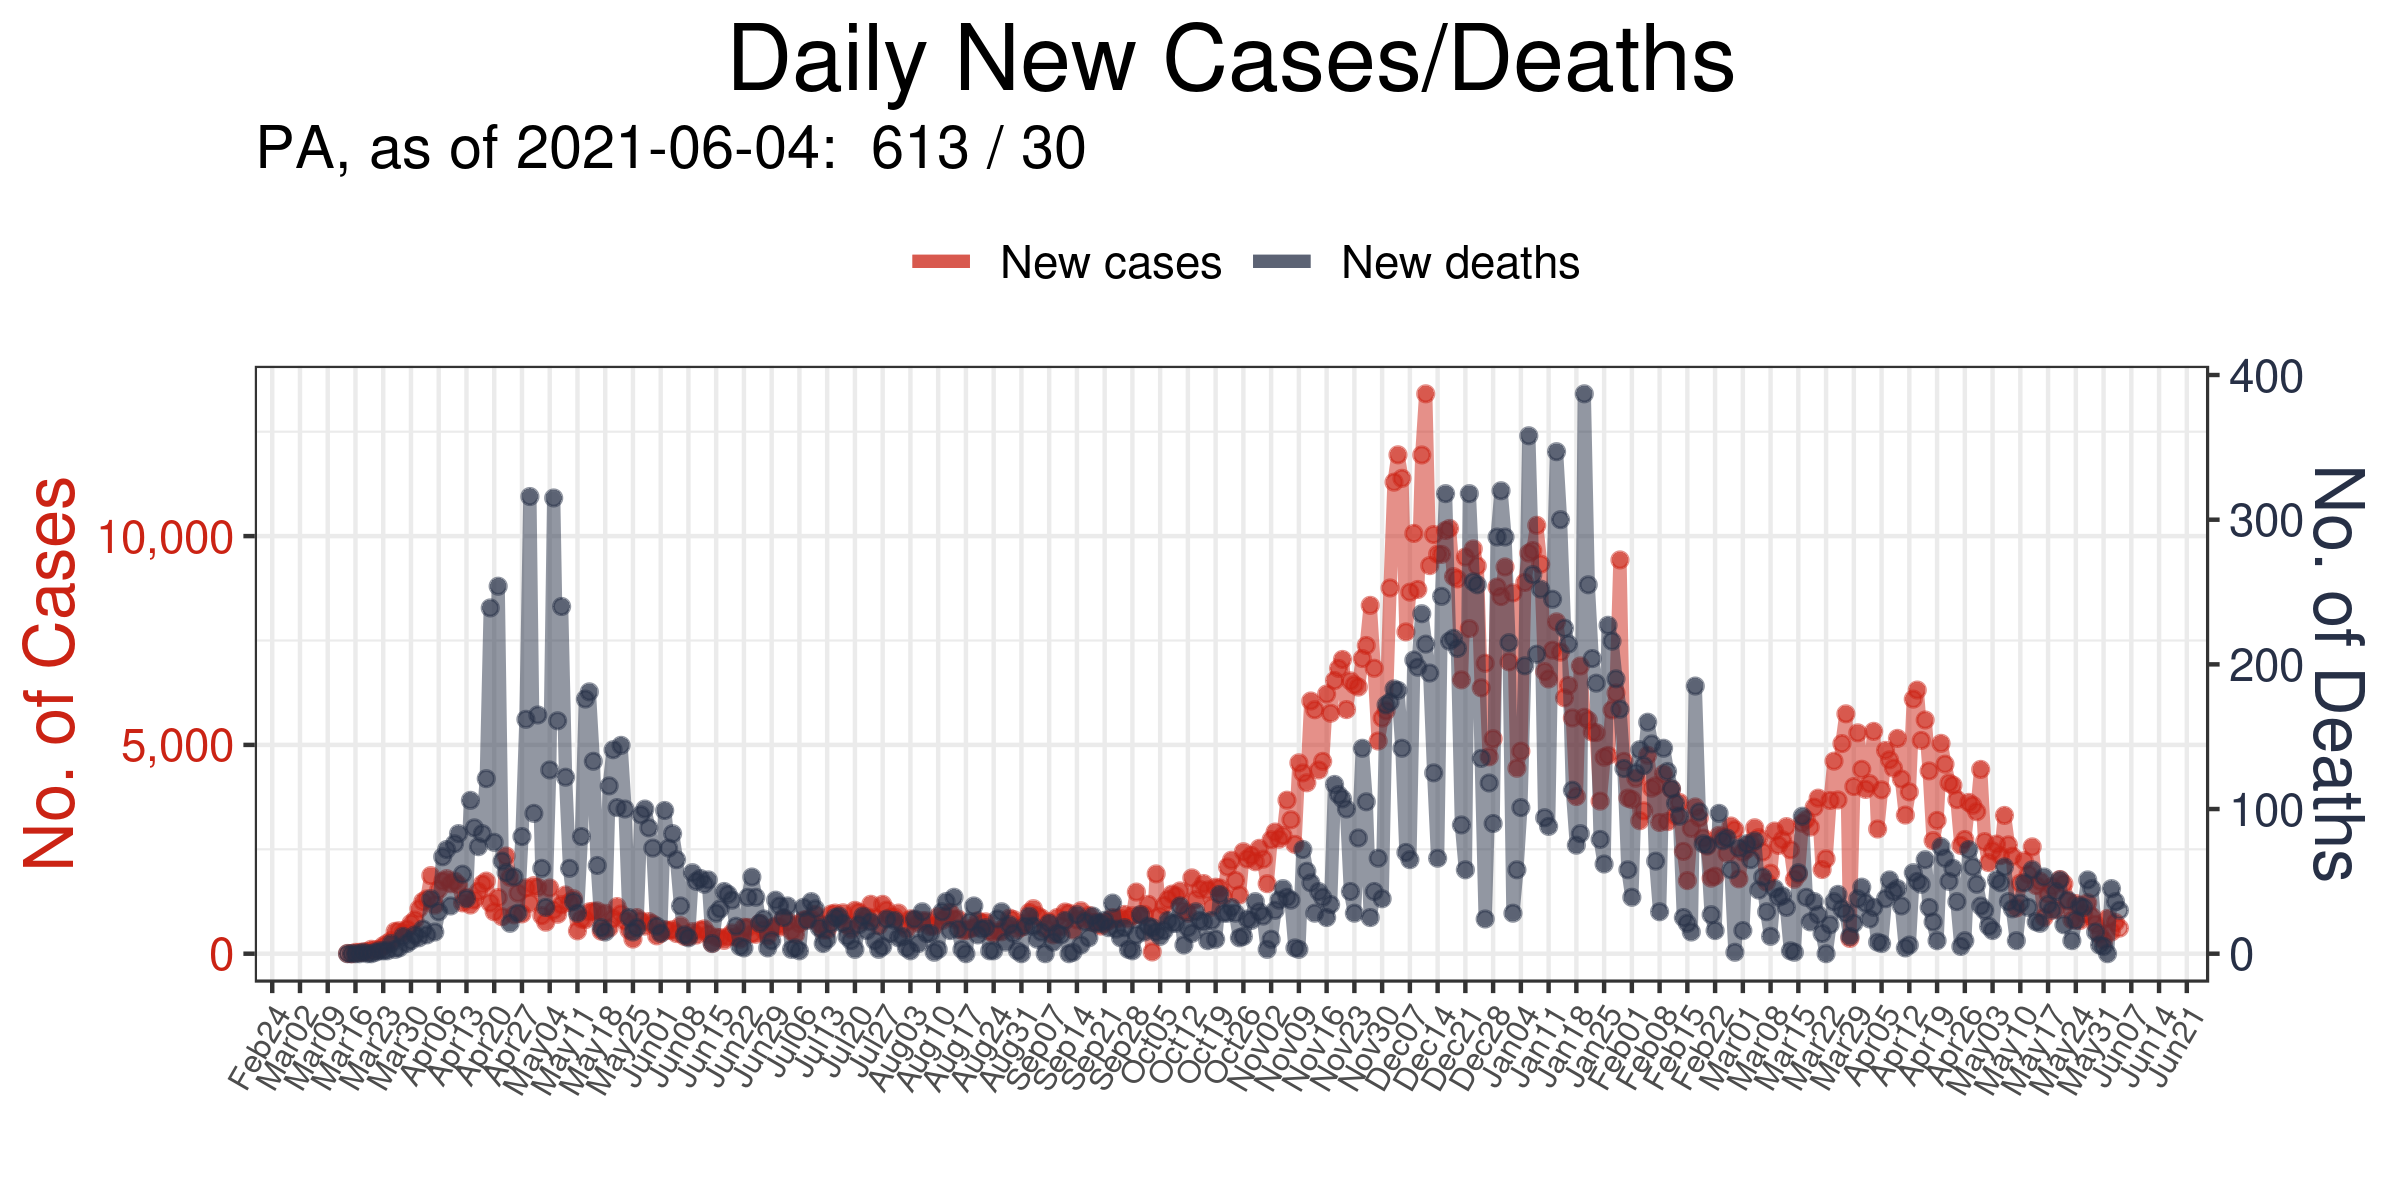 Daily New Cases/Deaths
PA, as of 2021-06-04:  613 / 30
New cases
New deaths
No. of Cases
10,000
5,000
0
400
300
200
100
0
No. of Deaths
Feb24
Mar02
Mar09
Mar16
Mar23
Mar30
Apr06
Apr13
Apr20
Apr27
May04
May11
May18
May25
Jun01
Jun08
Jun15
Jun22
Jun29
Jul06
Jul13
Jul20
Jul27
Aug03
Aug10
Aug17
Aug24
Aug31
Sep07
Sep14
Sep21
Sep28
Oct05
Oct12
Oct19
Oct26
Nov02
Nov09
Nov16
Nov23
Nov30
Dec07
Dec14
Dec21
Dec28
Jan04
Jan11
Jan18
Jan25
Feb01
Feb08
Feb15
Feb22
Mar01
Mar08
Mar15
Mar22
Mar29
Apr05
Apr12
Apr19
Apr26
May03
May10
May17
May24
May31
Jun07
Jun14
Jun21